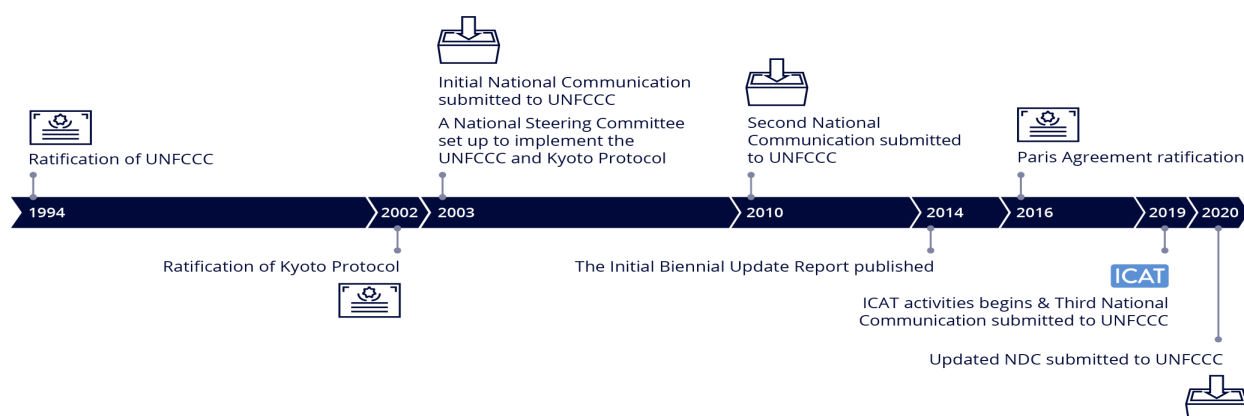 Initial National Communication
submitted to UNFCCC
A National Steering Committee
set up to implement the
UNFCCC and Kyoto Protocol
Second National
Communication submitted
to UNFCCC
Ratification of UNFCCC
Paris Agreement ratification
1994
2002
2003
2010
2014
2016
2019
2020
Ratification of Kyoto Protocol
The Initial Biennial Update Report published
ICAT
ICAT activities begins & Third National
Communication submitted to UNFCCC
Updated NDC submitted to UNFCCC